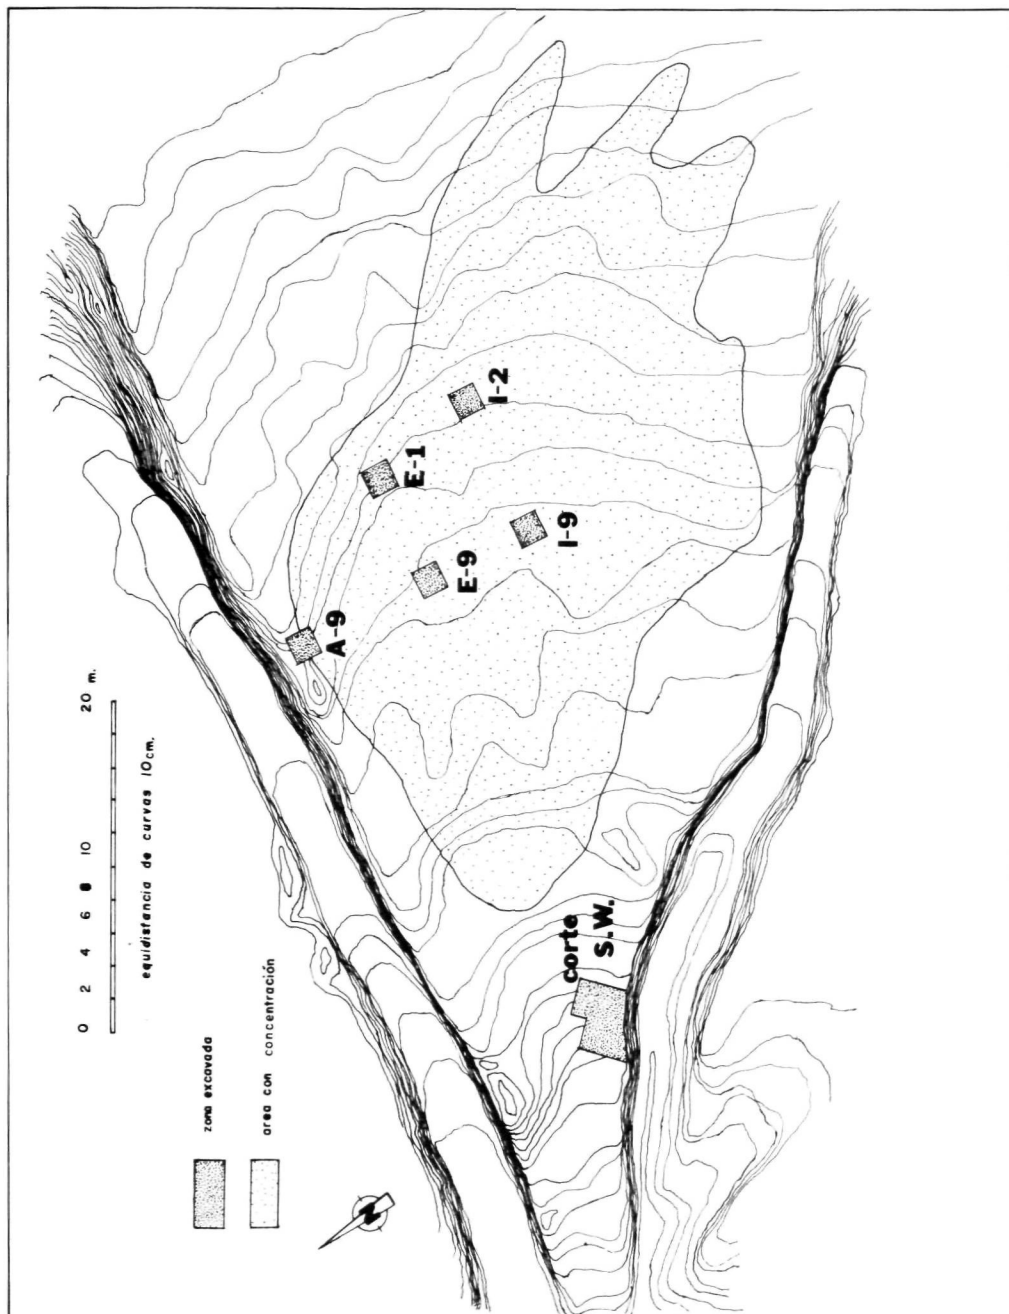 I-2
E-1
I-9
E-9
A-9
corte
S.W.
0 2 4 6 8 10 20 m.
equidistancia de curvas 10cm.
zona excavada
area con concentración
N